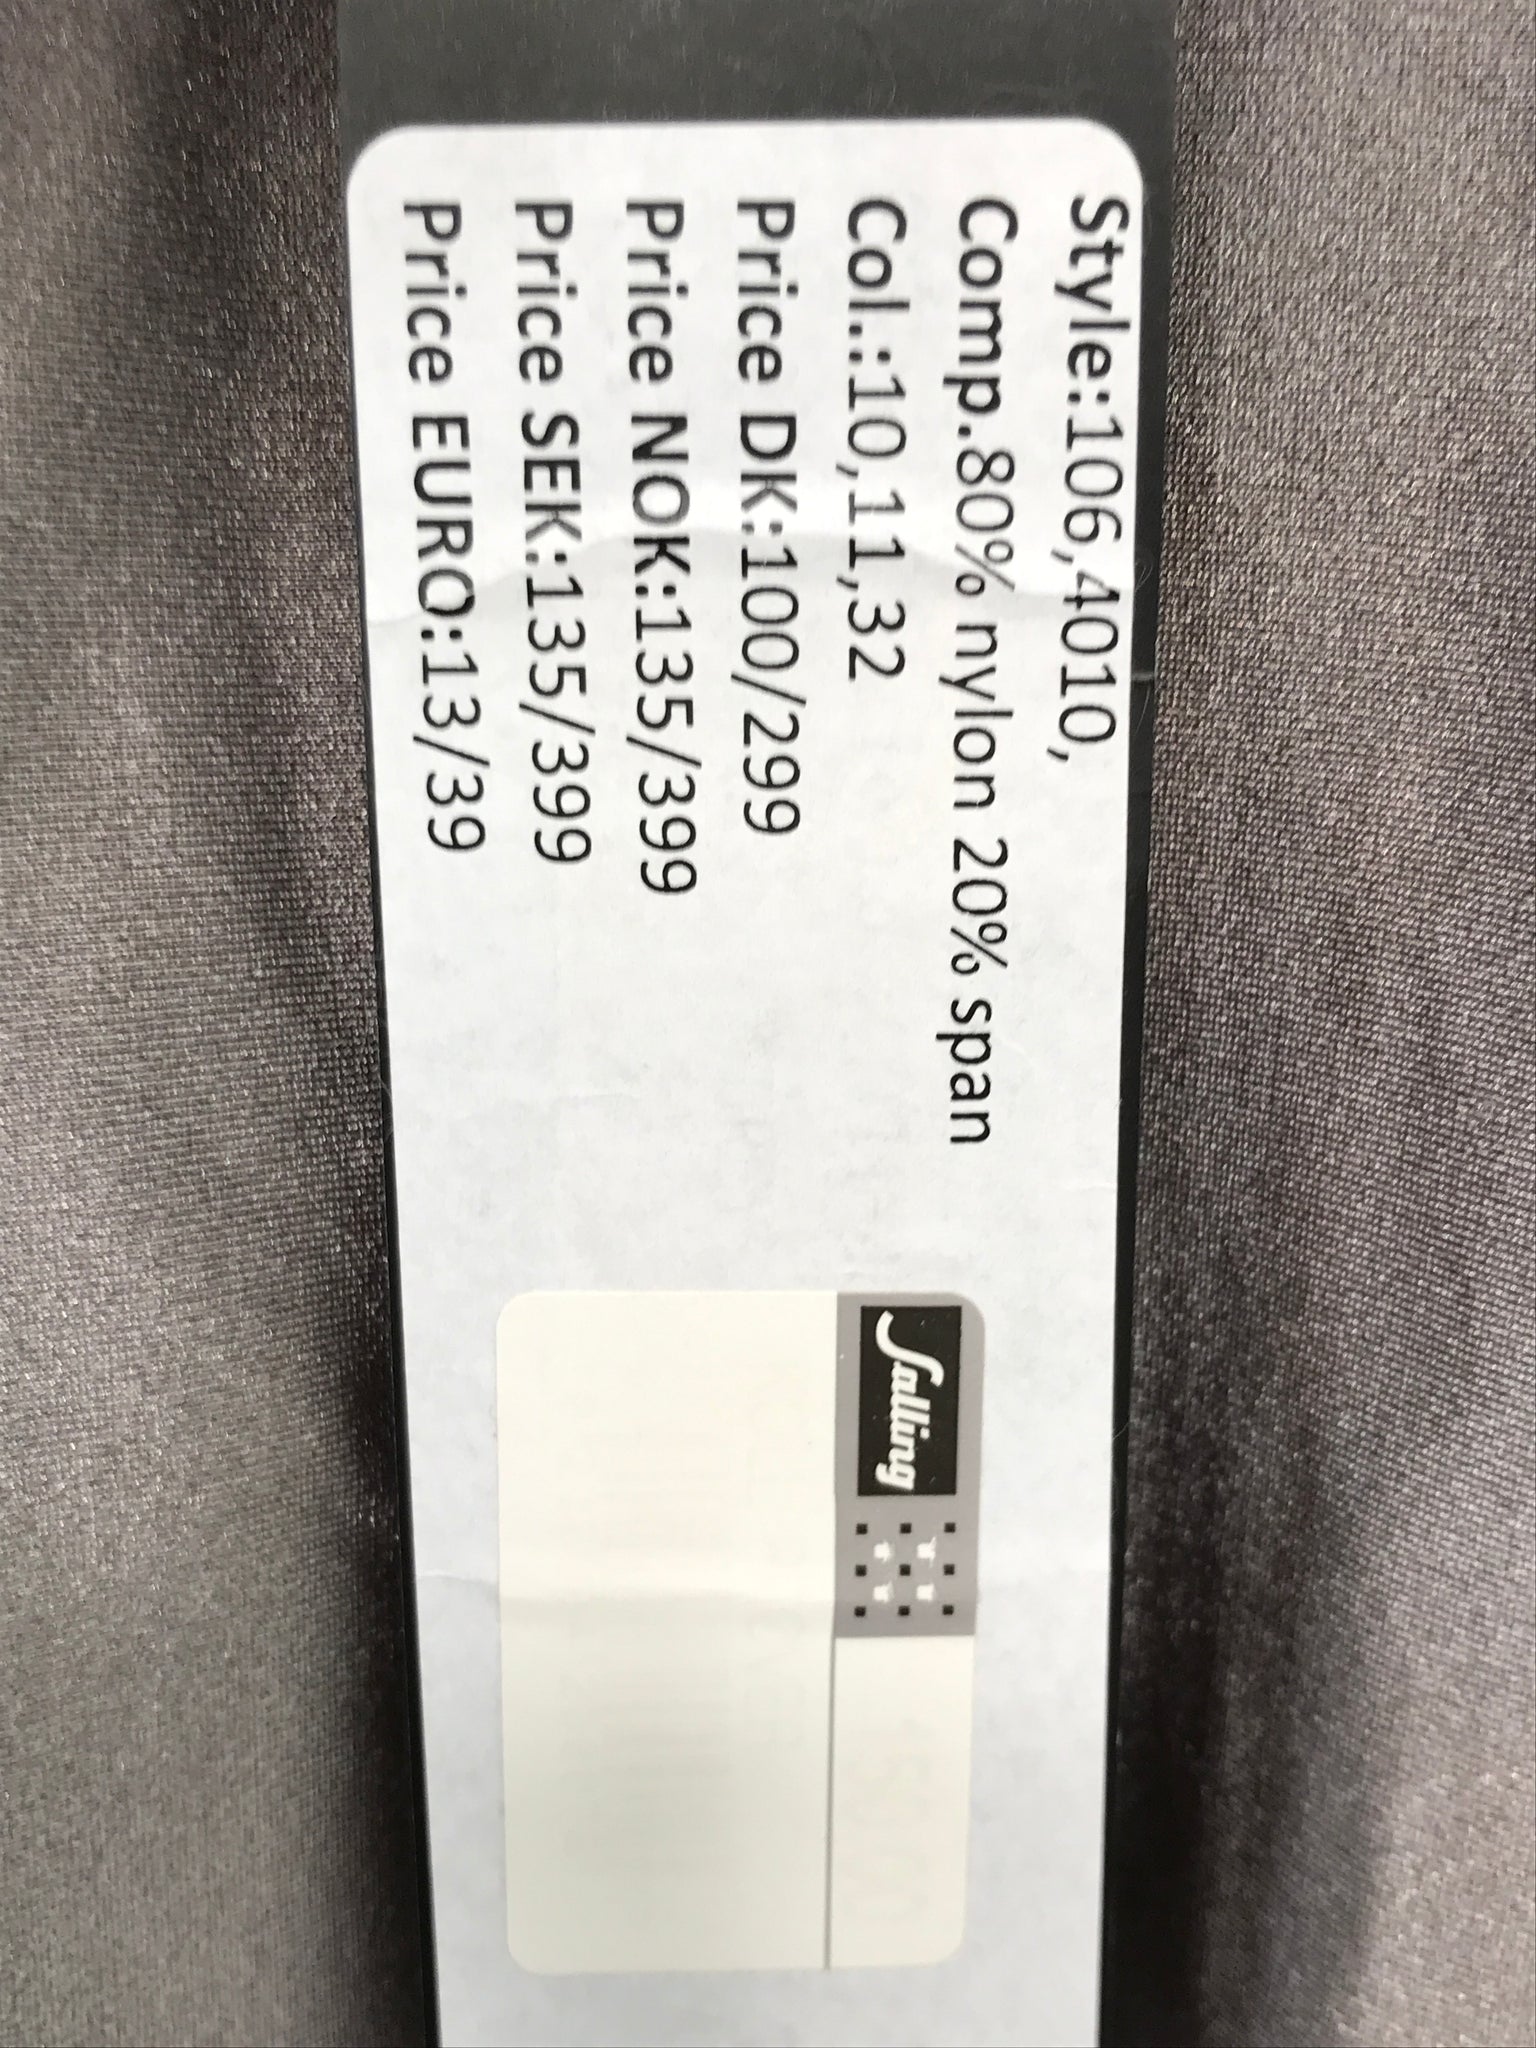 Style:106,4010,
Comp.80% nylon 20% span
Col.:10,11,32
Price DK:100/299
Price NOK:135/399
Price SEK:135/399
Price EURO:13/39
Salling